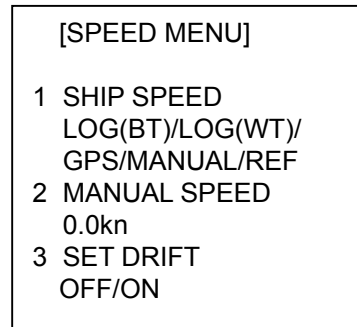 [SPEED MENU]
1 SHIP SPEED
LOG(BT)/LOG(WT)/
GPS/MANUAL/REF
2 MANUAL SPEED
0.0kn
3 SET DRIFT
OFF/ON